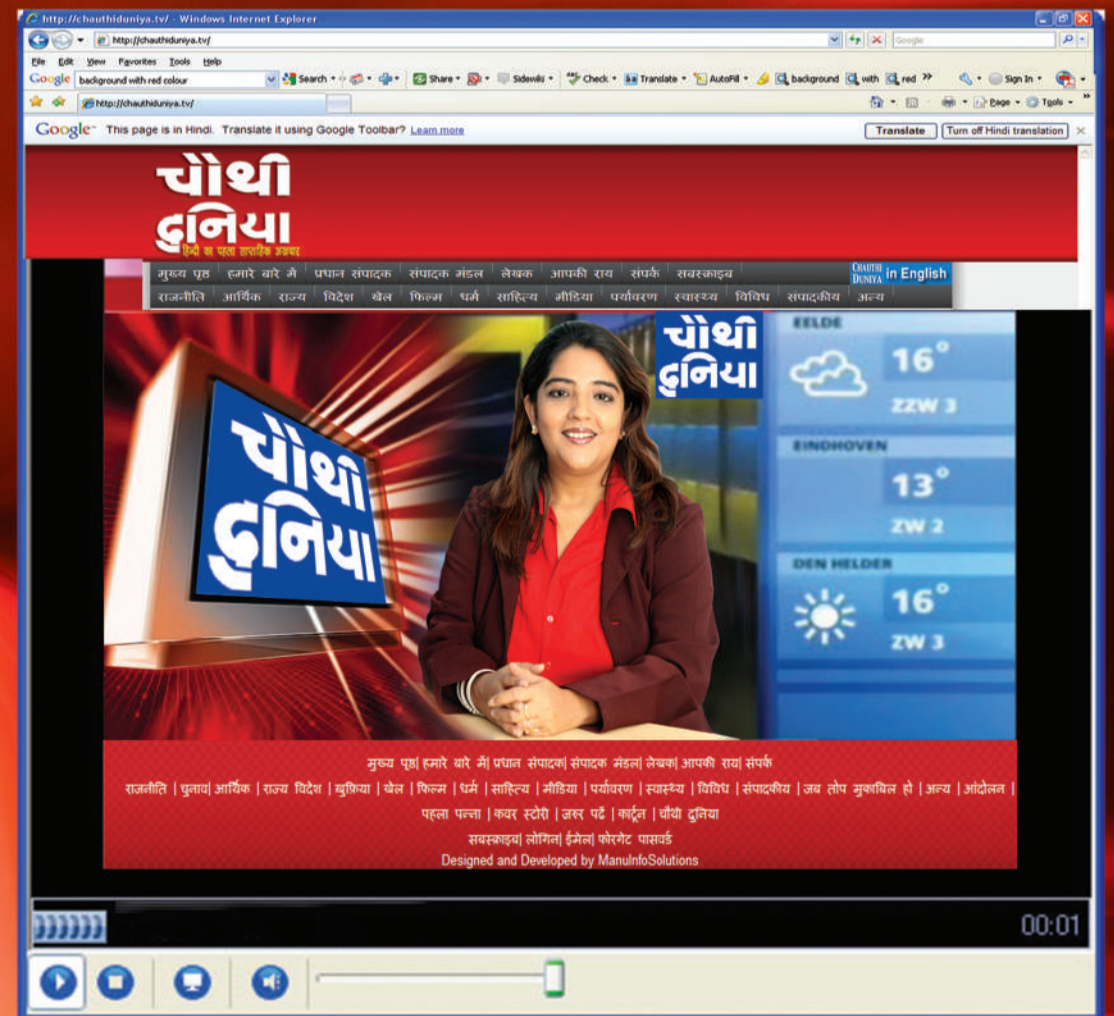 http://chauthiduniya.tv/ - Windows Internet Explorer
http://chauthiduniya.tv/
Google
File Edit View Favorites Tools Help
Google background with red colour Search Share Sidewiki Check Translate AutoFill background with red Sign In
http://chauthiduniya.tv/ Page Tools
Google This page is in Hindi. Translate it using Google Toolbar? Learn more Translate Turn off Hindi translation
चौथी
दुनिया
हिन्दी का पहला साप्ताहिक अख़बार
मुख्य पृष्ठ हमारे बारे में प्रधान संपादक संपादक मंडल लेखक आपकी राय संपर्क सबस्क्राइब CHAUTHI DUNIYA in English
राजनीति आर्थिक राज्य विदेश खेल फिल्म धर्म साहित्य मीडिया पर्यावरण स्वास्थ्य विविध संपादकीय अन्य
चौथी
दुनिया
चौथी
दुनिया
EELDE
16°
ZZW 3
EINDHOVEN
13°
ZW 2
DEN HELDER
16°
ZW 3
मुख्य पृष्ठ| हमारे बारे में| प्रधान संपादक| संपादक मंडल| लेखक| आपकी राय| संपर्क
राजनीति | चुनाव| आर्थिक | राज्य विदेश | खुफ़िया | खेल | फिल्म | धर्म | साहित्य | मीडिया | पर्यावरण | स्वास्थ्य | विविध | संपादकीय | जब तोप मुकाबिल हो | अन्य | आंदोलन |
पहला पन्ना | कवर स्टोरी | जरुर पढें | कार्टून | चौथी दुनिया
सबस्क्राइब| लोगिन| ईमेल| फोरगेट पासवर्ड
Designed and Developed by ManuInfoSolutions
00:01